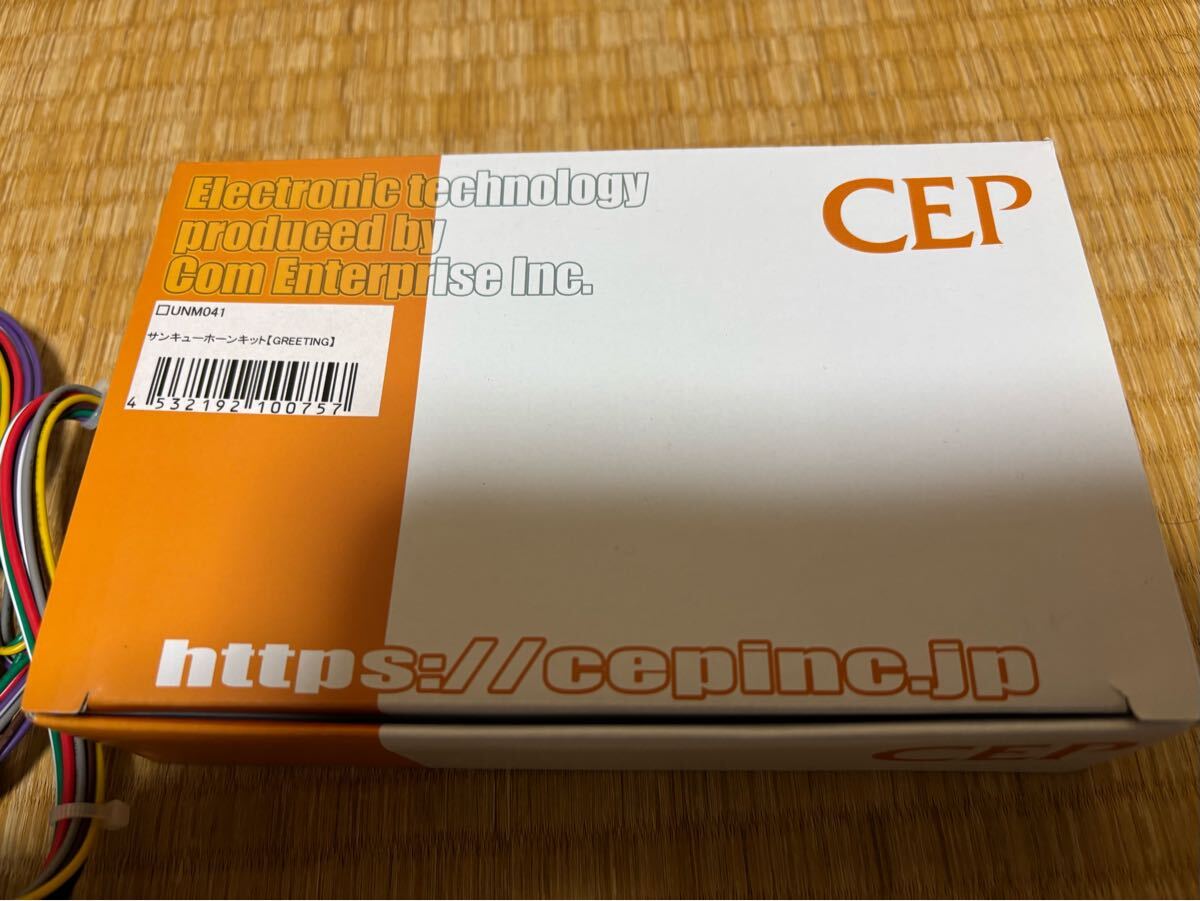 Electronic technology
produced by
Com Enterprise Inc.
CEP
□UNM041
サンキューホーンキット【GREETING】
4 532192 100757
https://cepinc.jp
CEP